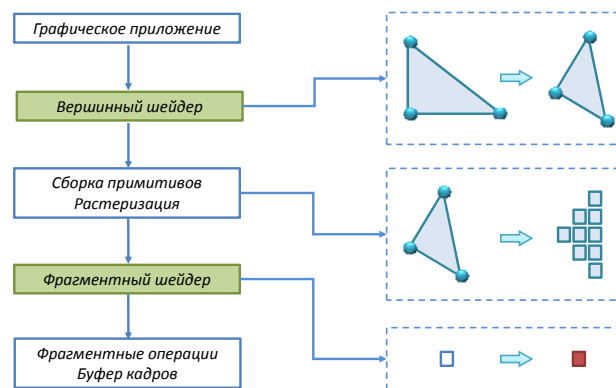 Графическое приложение
Вершинный шейдер
Сборка примитивов
Растеризация
Фрагментный шейдер
Фрагментные операции
Буфер кадров